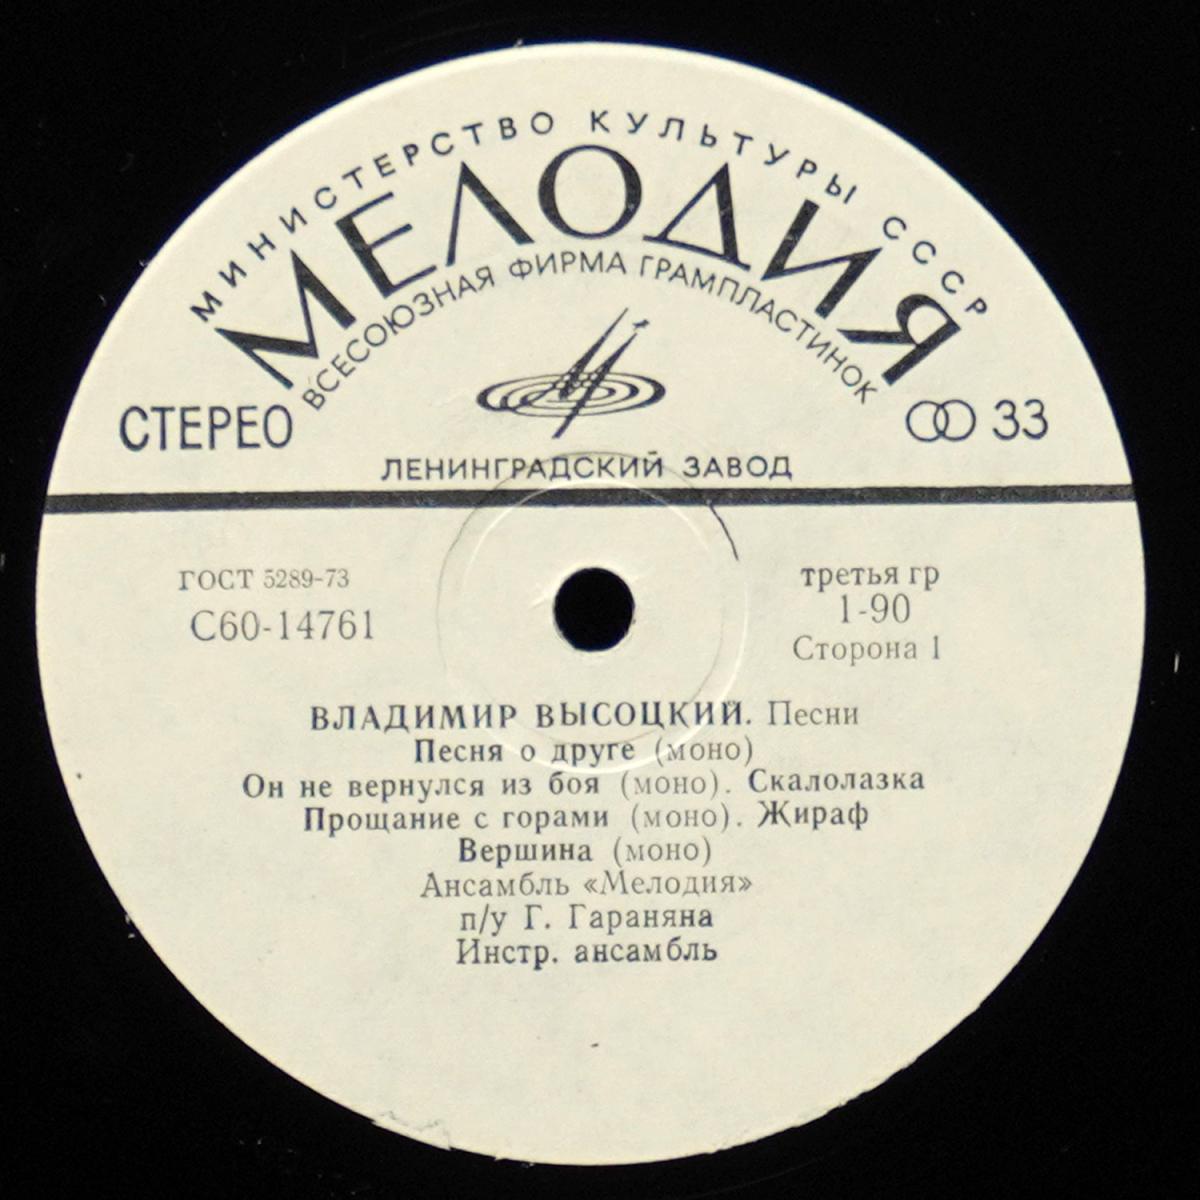 МИНИСТЕРСТВО КУЛЬТУРЫ СССР
МЕЛОДИЯ
ВСЕСОЮЗНАЯ ФИРМА ГРАМПЛАСТИНОК
СТЕРЕО
33
ЛЕНИНГРАДСКИЙ ЗАВОД
ГОСТ 5289-73
С60-14761
третья гр
1-90
Сторона 1
ВЛАДИМИР ВЫСОЦКИЙ. Песни
Песня о друге (моно)
Он не вернулся из боя (моно). Скалолазка
Прощание с горами (моно). Жираф
Вершина (моно)
Ансамбль «Мелодия»
п/у Г. Гараняна
Инстр. ансамбль